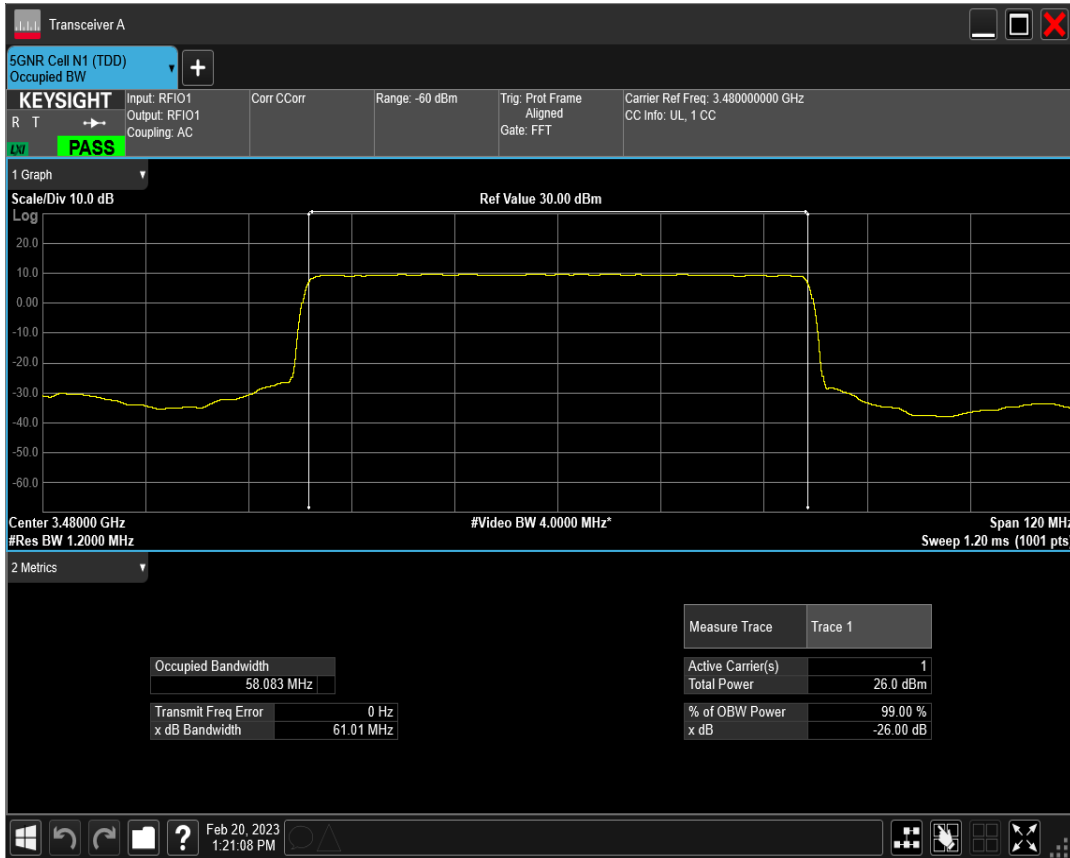 Transceiver A
5GNR Cell N1 (TDD)
Occupied BW
+
KEYSIGHT
R T
LXI
PASS
Input: RFIO1
Output: RFIO1
Coupling: AC
Corr CCorr
Range: -60 dBm
Trig: Prot Frame
Aligned
Gate: FFT
Carrier Ref Freq: 3.480000000 GHz
CC Info: UL, 1 CC
1 Graph
Scale/Div 10.0 dB
Ref Value 30.00 dBm
Log
20.0
10.0
0.00
-10.0
-20.0
-30.0
-40.0
-50.0
-60.0
Center 3.48000 GHz
#Video BW 4.0000 MHz*
Span 120 MHz
#Res BW 1.2000 MHz
Sweep 1.20 ms (1001 pts)
2 Metrics
Measure Trace Trace 1
Occupied Bandwidth
58.083 MHz
Active Carrier(s) 1
Total Power 26.0 dBm
Transmit Freq Error 0 Hz
x dB Bandwidth 61.01 MHz
% of OBW Power 99.00 %
x dB -26.00 dB
?
Feb 20, 2023
1:21:08 PM